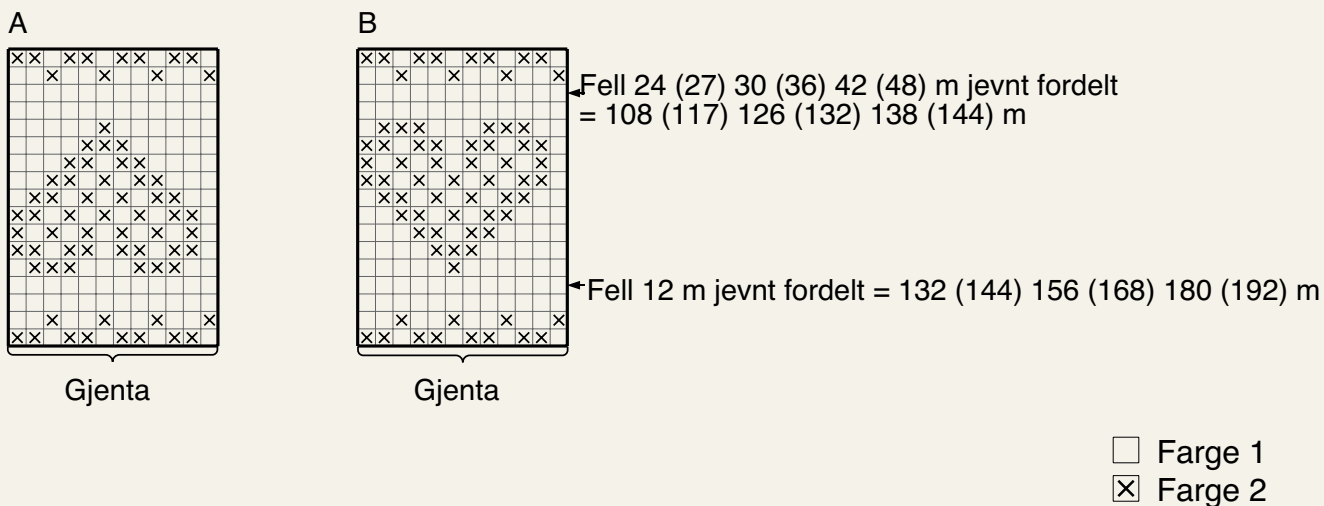 A
B
Fell 24 (27) 30 (36) 42 (48) m jevnt fordelt
= 108 (117) 126 (132) 138 (144) m
Fell 12 m jevnt fordelt = 132 (144) 156 (168) 180 (192) m
Gjenta
Gjenta
Farge 1
Farge 2